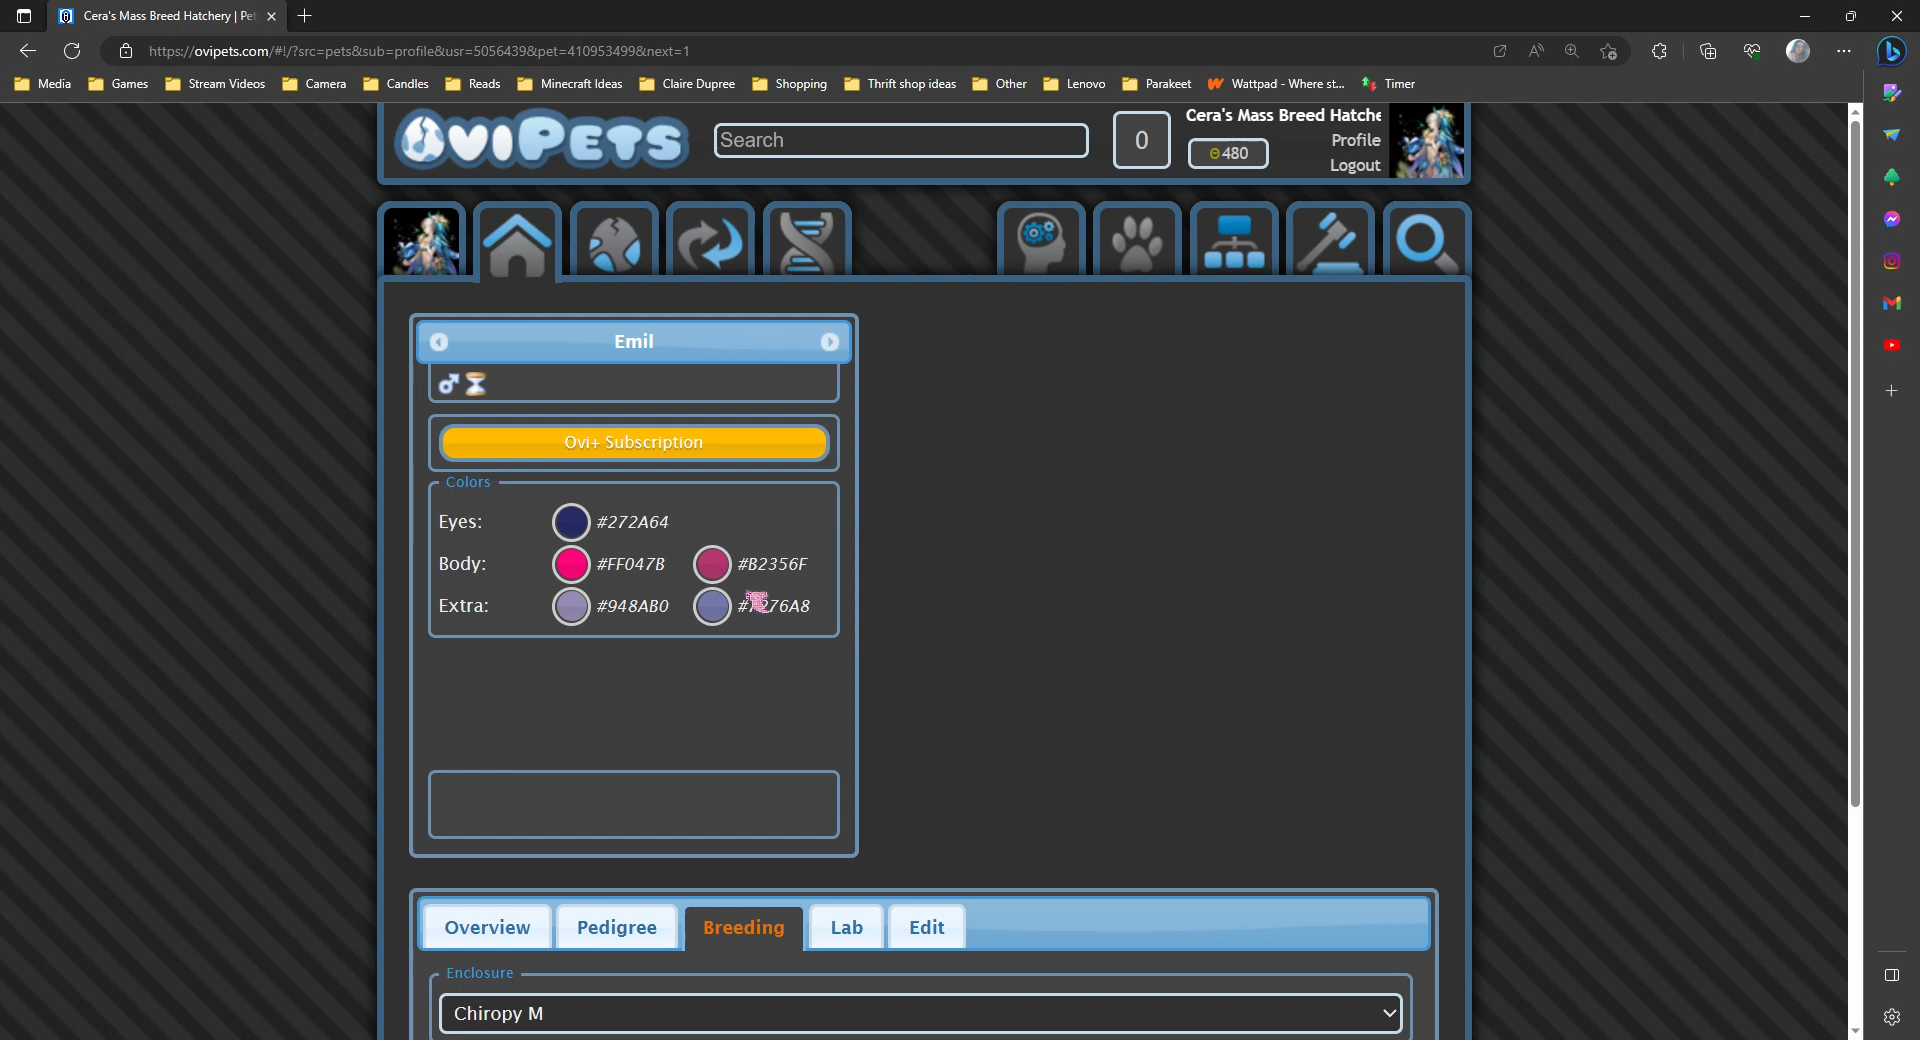 Cera's Mass Breed Hatchery | Pet
https://ovipets.com/#!/?src=pets&sub=profile&usr=5056439&pet=410953499&next=1
Media Games Stream Videos Camera Candles Reads Minecraft Ideas Claire Dupree Shopping Thrift shop ideas Other Lenovo Parakeet Wattpad - Where st... Timer
OVIPETS
Search
0
Cera's Mass Breed Hatche
480
Profile
Logout
Emil
Ovi+ Subscription
Colors
Eyes: #272A64
Body: #FF047B #B2356F
Extra: #948AB0
Overview Pedigree Breeding Lab Edit
Enclosure
Chiropy M